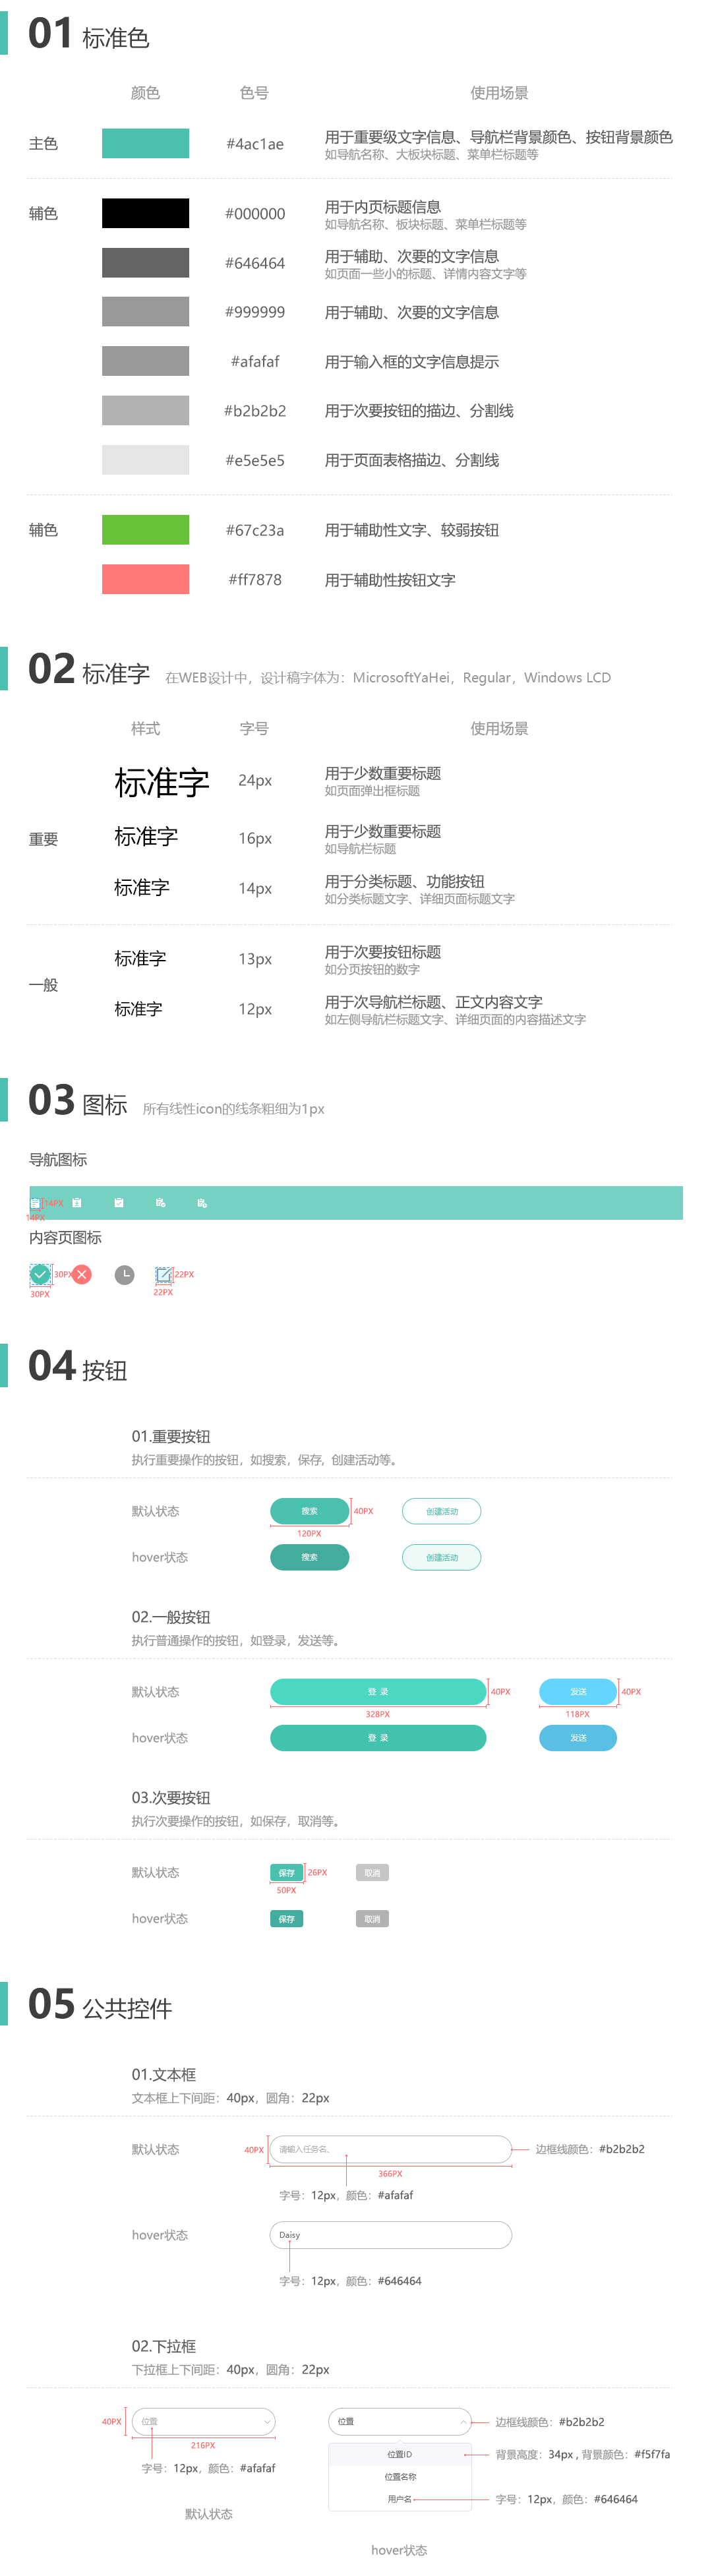 01 标准色
颜色 色号 使用场景
主色 #4ac1ae 用于重要级文字信息、导航栏背景颜色、按钮背景颜色
如导航名称、大板块标题、菜单栏标题等
辅色 #000000 用于内页标题信息
如导航名称、板块标题、菜单栏标题等
#646464 用于辅助、次要的文字信息
如页面一些小的标题、详情内容文字等
#999999 用于辅助、次要的文字信息
#afafaf 用于输入框的文字信息提示
#b2b2b2 用于次要按钮的描边、分割线
#e5e5e5 用于页面表格描边、分割线
辅色 #67c23a 用于辅助性文字、较弱按钮
#ff7878 用于辅助性按钮文字
02 标准字 在WEB设计中，设计稿字体为：MicrosoftYaHei，Regular，Windows LCD
样式 字号 使用场景
标准字 24px 用于少数重要标题
如页面弹出框标题
重要 标准字 16px 用于少数重要标题
如导航栏标题
标准字 14px 用于分类标题、功能按钮
如分类标题文字、详细页面标题文字
标准字 13px 用于次要按钮标题
如分页按钮的数字
一般
标准字 12px 用于次导航栏标题、正文内容文字
如左侧导航栏标题文字、详细页面的内容描述文字
03 图标 所有线性icon的线条粗细为1px
导航图标
14PX
14PX
内容页图标
30PX 22PX
30PX 22PX
04 按钮
01.重要按钮
执行重要操作的按钮，如搜索，保存, 创建活动等。
默认状态 搜索 40PX 创建活动
120PX
hover状态 搜索 创建活动
02.一般按钮
执行普通操作的按钮，如登录，发送等。
默认状态 登 录 40PX 发送 40PX
328PX 118PX
hover状态 登 录 发送
03.次要按钮
执行次要操作的按钮，如保存，取消等。
默认状态 保存 26PX 取消
50PX
hover状态 保存 取消
05 公共控件
01.文本框
文本框上下间距：40px，圆角：22px
默认状态 40PX 请输入任务名、 边框线颜色：#b2b2b2
366PX
字号：12px，颜色：#afafaf
hover状态 Daisy
字号：12px，颜色：#646464
02.下拉框
下拉框上下间距：40px，圆角：22px
40PX 位置 位置 边框线颜色：#b2b2b2
216PX
位置ID 背景高度：34px , 背景颜色：#f5f7fa
字号：12px，颜色：#afafaf
位置名称
用户名 字号：12px，颜色：#646464
默认状态
hover状态